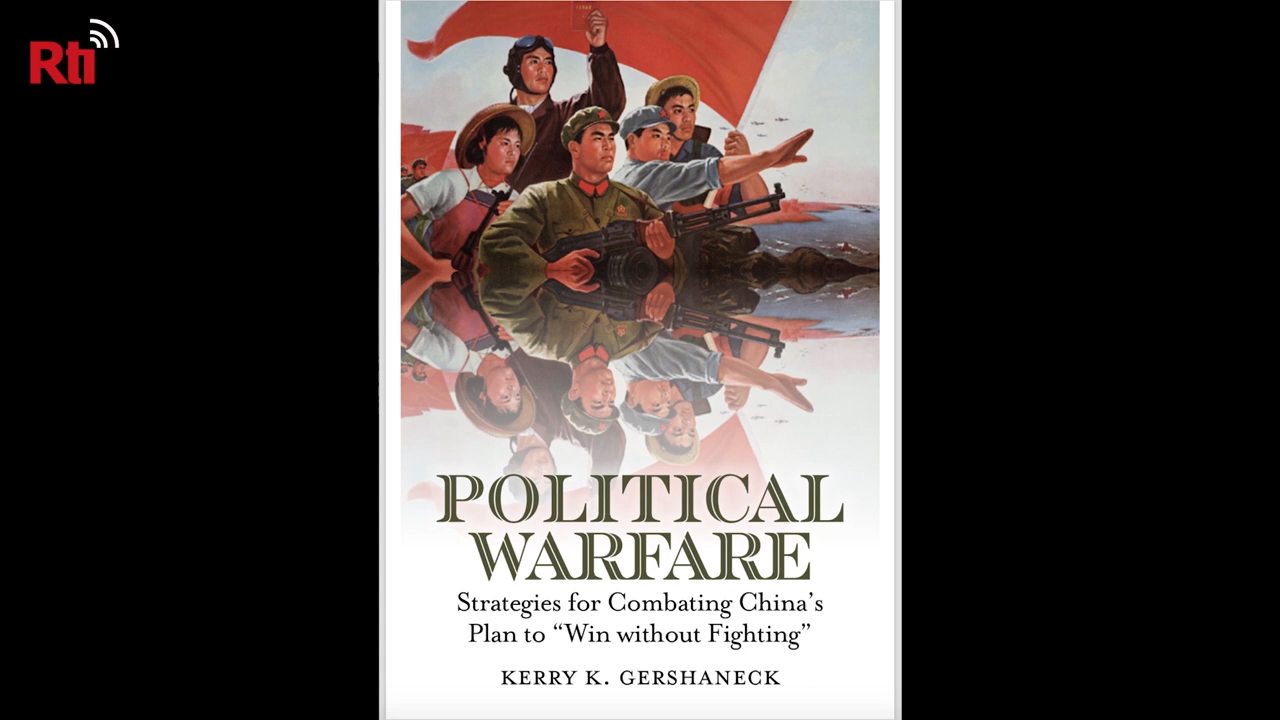 Rti
POLITICAL
WARFARE
Strategies for Combating China’s
Plan to “Win without Fighting”
KERRY K. GERSHANECK